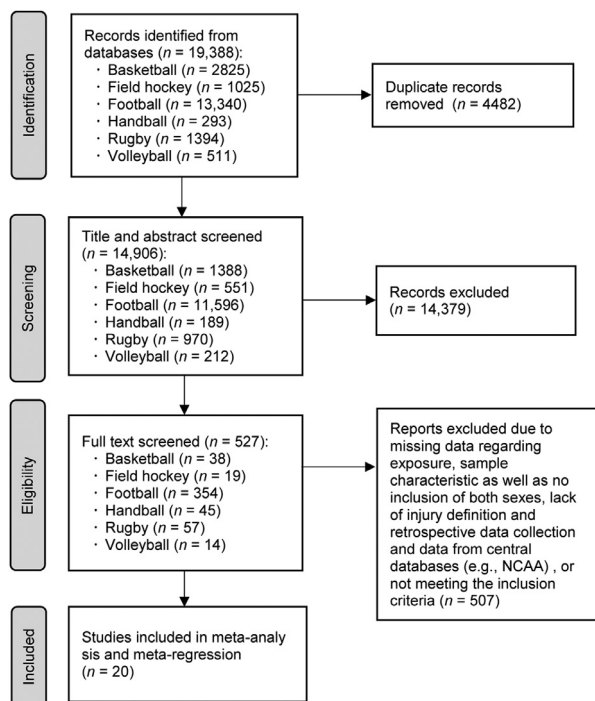 Identification
Records identified from
databases (n = 19,388):
· Basketball (n = 2825)
· Field hockey (n = 1025)
· Football (n = 13,340)
· Handball (n = 293)
· Rugby (n = 1394)
· Volleyball (n = 511)
Duplicate records
removed (n = 4482)
Screening
Title and abstract screened
(n = 14,906):
· Basketball (n = 1388)
· Field hockey (n = 551)
· Football (n = 11,596)
· Handball (n = 189)
· Rugby (n = 970)
· Volleyball (n = 212)
Records excluded
(n = 14,379)
Eligibility
Full text screened (n = 527):
· Basketball (n = 38)
· Field hockey (n = 19)
· Football (n = 354)
· Handball (n = 45)
· Rugby (n = 57)
· Volleyball (n = 14)
Reports excluded due to
missing data regarding
exposure, sample
characteristic as well as no
inclusion of both sexes, lack
of injury definition and
retrospective data collection
and data from central
databases (e.g., NCAA) , or
not meeting the inclusion
criteria (n = 507)
Included
Studies included in meta-analy
sis and meta-regression
(n = 20)